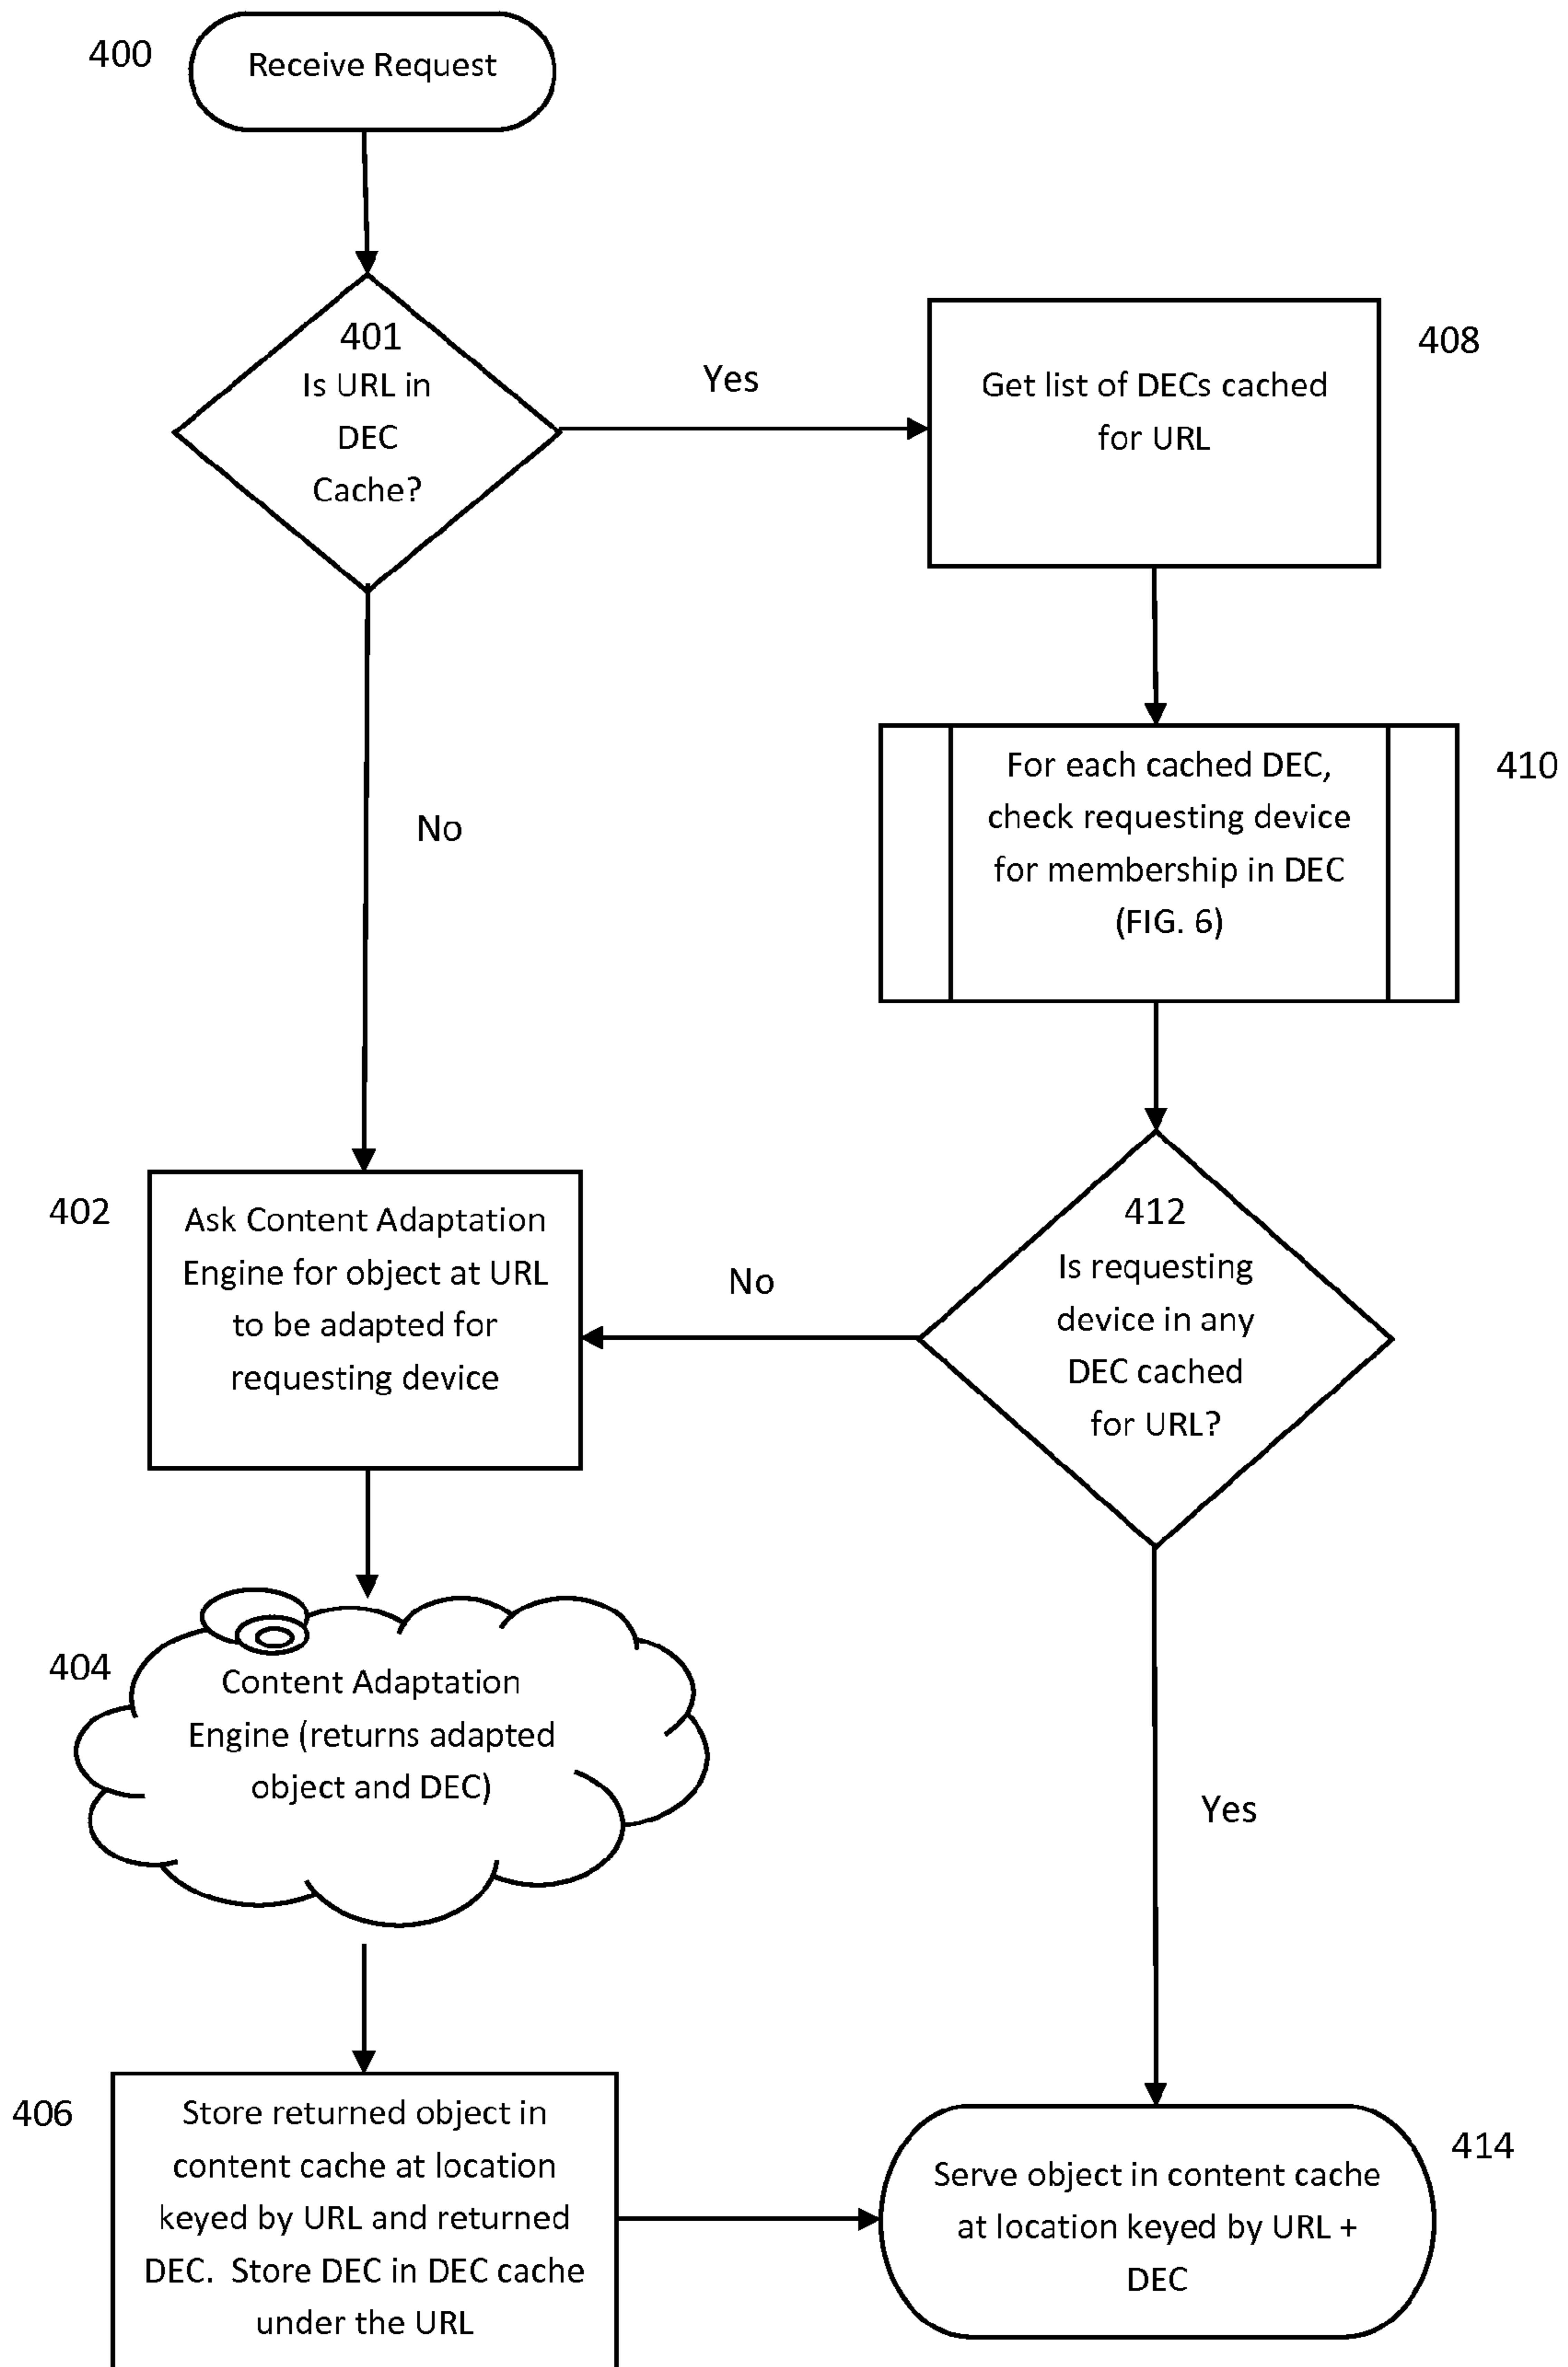 400
Receive Request
401
Is URL in
DEC
Cache?
Yes
408
Get list of DECs cached
for URL
No
410
For each cached DEC,
check requesting device
for membership in DEC
(FIG. 6)
402
Ask Content Adaptation
Engine for object at URL
to be adapted for
requesting device
No
412
Is requesting
device in any
DEC cached
for URL?
404
Content Adaptation
Engine (returns adapted
object and DEC)
Yes
406
Store returned object in
content cache at location
keyed by URL and returned
DEC.  Store DEC in DEC cache
under the URL
414
Serve object in content cache
at location keyed by URL +
DEC